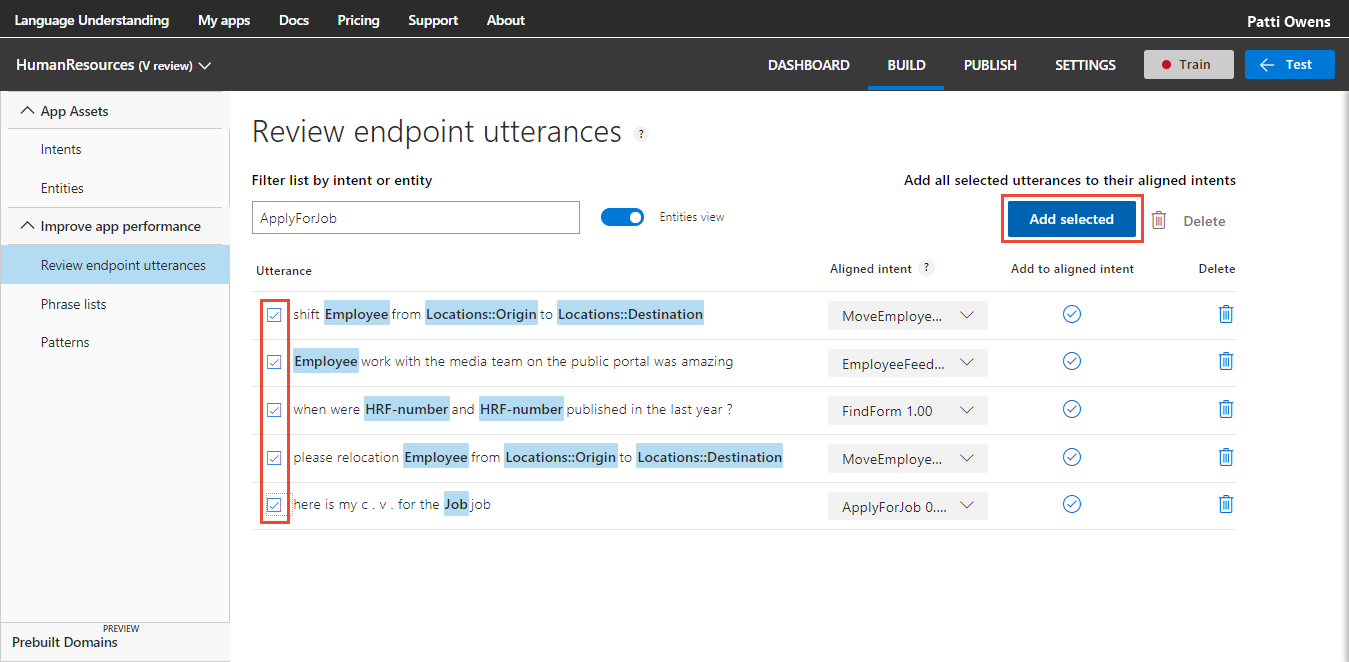 Language Understanding My apps Docs Pricing Support About Patti Owens
HumanResources (V review) DASHBOARD BUILD PUBLISH SETTINGS Train Test
App Assets
Intents
Entities
Improve app performance
Review endpoint utterances
Phrase lists
Patterns
PREVIEW
Prebuilt Domains
Review endpoint utterances ?
Filter list by intent or entity Add all selected utterances to their aligned intents
ApplyForJob Entities view Add selected Delete
Utterance Aligned intent ? Add to aligned intent Delete
shift Employee from Locations::Origin to Locations::Destination MoveEmploye...
Employee work with the media team on the public portal was amazing EmployeeFeed...
when were HRF-number and HRF-number published in the last year ? FindForm 1.00
please relocation Employee from Locations::Origin to Locations::Destination MoveEmploye...
here is my c . v . for the Job job ApplyForJob 0....